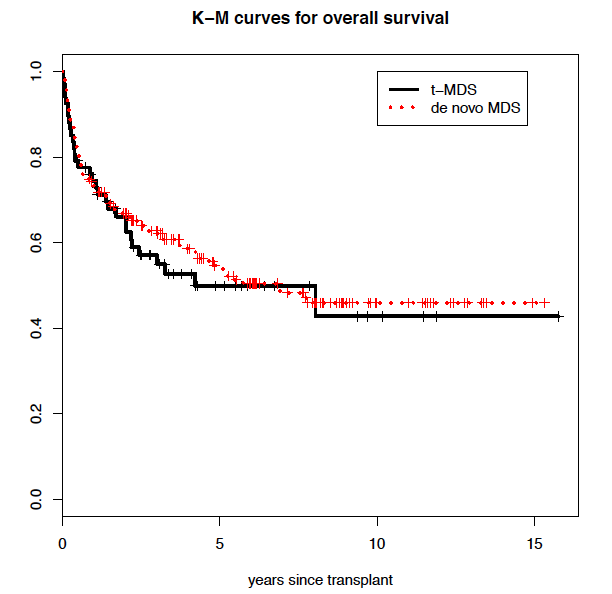 K−M curves for overall survival
t−MDS
de novo MDS
1.0
0.8
0.6
0.4
0.2
0.0
0 5 10 15
years since transplant